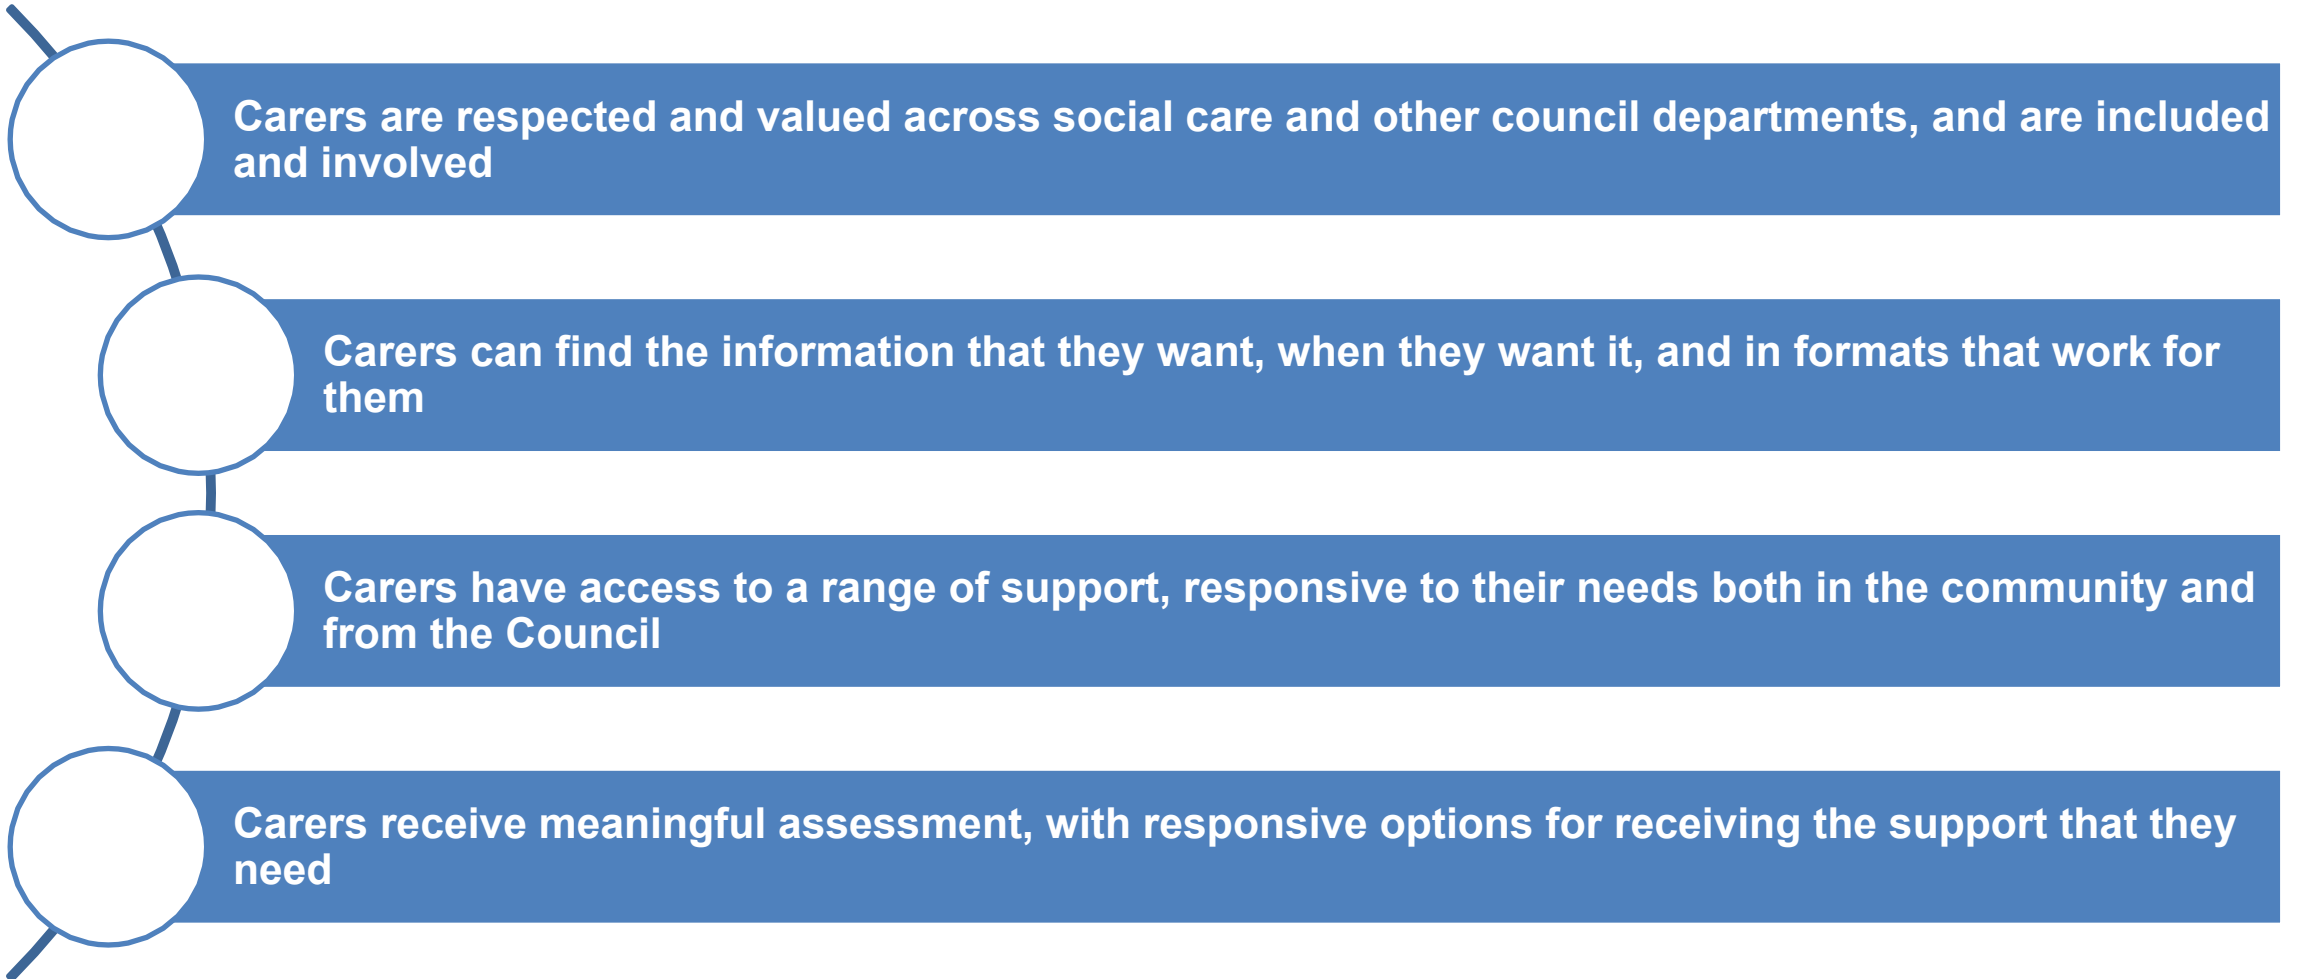 Carers are respected and valued across social care and other council departments, and are included
and involved
Carers can find the information that they want, when they want it, and in formats that work for
them
Carers have access to a range of support, responsive to their needs both in the community and
from the Council
Carers receive meaningful assessment, with responsive options for receiving the support that they
need